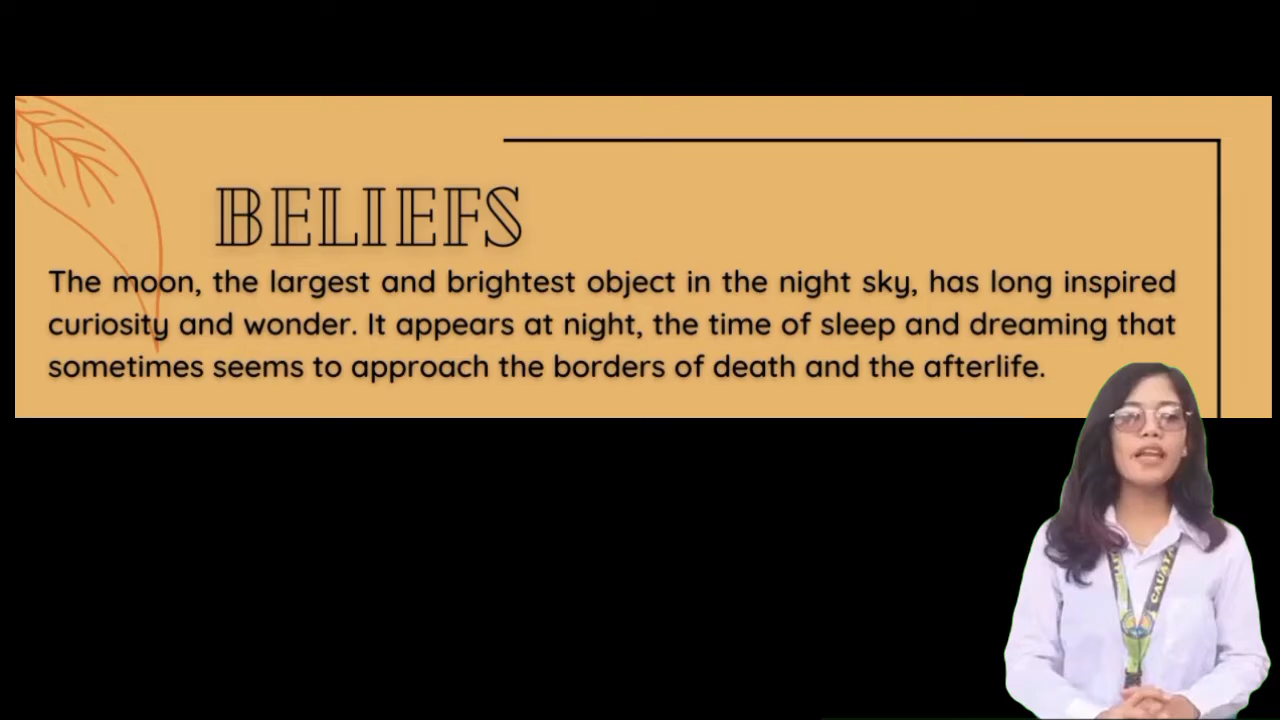 BELIEFS
The moon, the largest and brightest object in the night sky, has long inspired
curiosity and wonder. It appears at night, the time of sleep and dreaming that
sometimes seems to approach the borders of death and the afterlife.